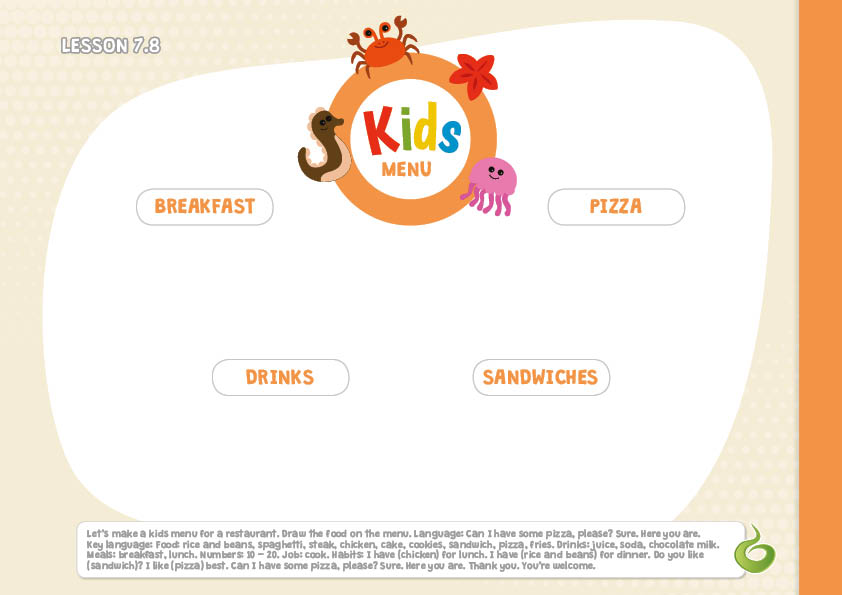 LESSON 7.8
Kids
MENU
BREAKFAST
PIZZA
DRINKS
SANDWICHES
Let's make a kids menu for a restaurant. Draw the food on the menu. Language: Can I have some pizza, please? Sure. Here you are.
Key language: Food: rice and beans, spaghetti, steak, chicken, cake, cookies, sandwich, pizza, fries. Drinks: juice, soda, chocolate milk.
Meals: breakfast, lunch. Numbers: 10 – 20. Job: cook. Habits: I have (chicken) for lunch. I have (rice and beans) for dinner. Do you like
(sandwich)? I like (pizza) best. Can I have some pizza, please? Sure. Here you are. Thank you. You're welcome.